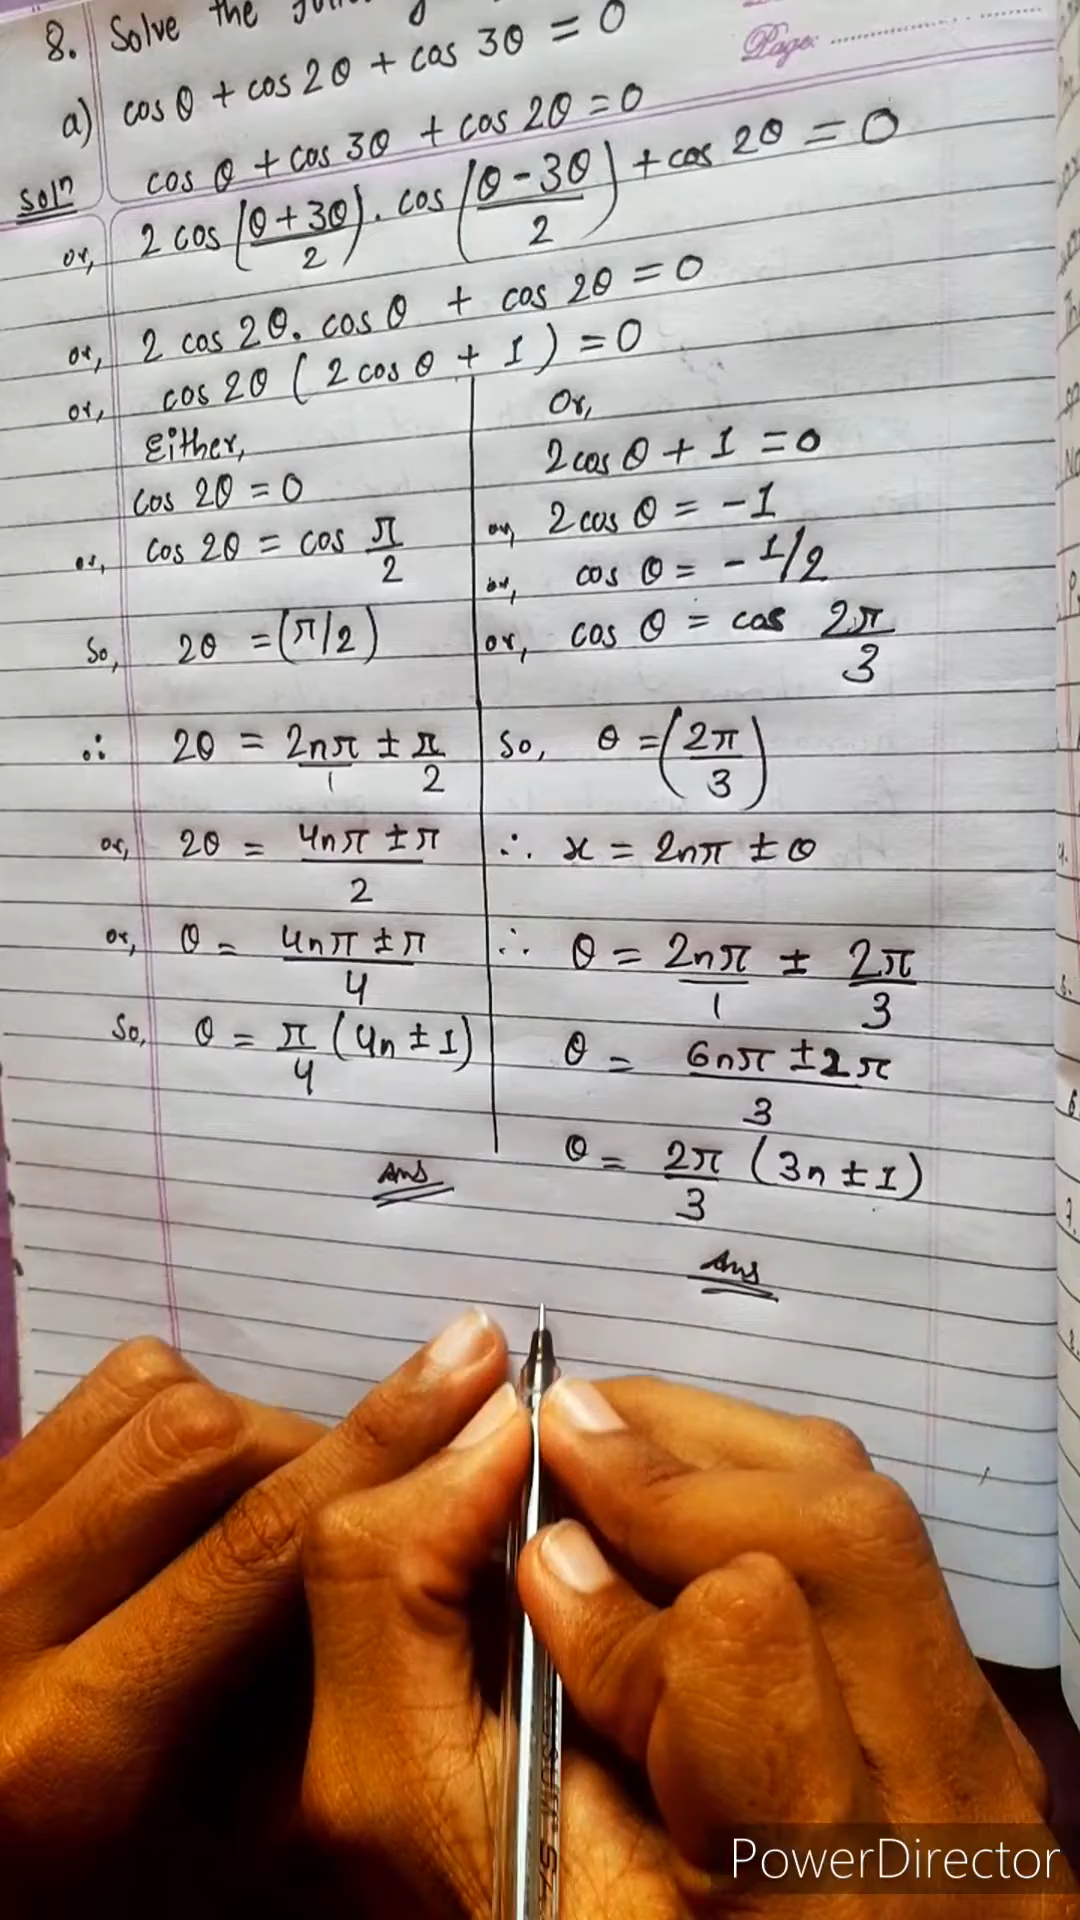 8. Solve the
a) cos θ + cos 2θ + cos 3θ = 0
Page:
Solⁿ cos θ + cos 3θ + cos 2θ = 0
or, 2 cos (θ + 3θ / 2) . cos (θ - 3θ / 2) + cos 2θ = 0
or, 2 cos 2θ. cos θ + cos 2θ = 0
or, cos 2θ ( 2 cos θ + 1 ) = 0
Either,
cos 2θ = 0
or, cos 2θ = cos π/2
So, 2θ = (π/2)
∴ 2θ = 2nπ/1 ± π/2
or, 2θ = 4nπ ± π / 2
or, θ = 4nπ ± π / 4
So, θ = π/4 (4n ± 1)
Ans
Or,
2 cos θ + 1 = 0
or, 2 cos θ = -1
or, cos θ = - 1/2
or, cos θ = cos 2π/3
So, θ = (2π/3)
∴ x = 2nπ ± θ
∴ θ = 2nπ/1 ± 2π/3
θ = 6nπ ± 2π / 3
θ = 2π/3 (3n ± 1)
Ans
PowerDirector